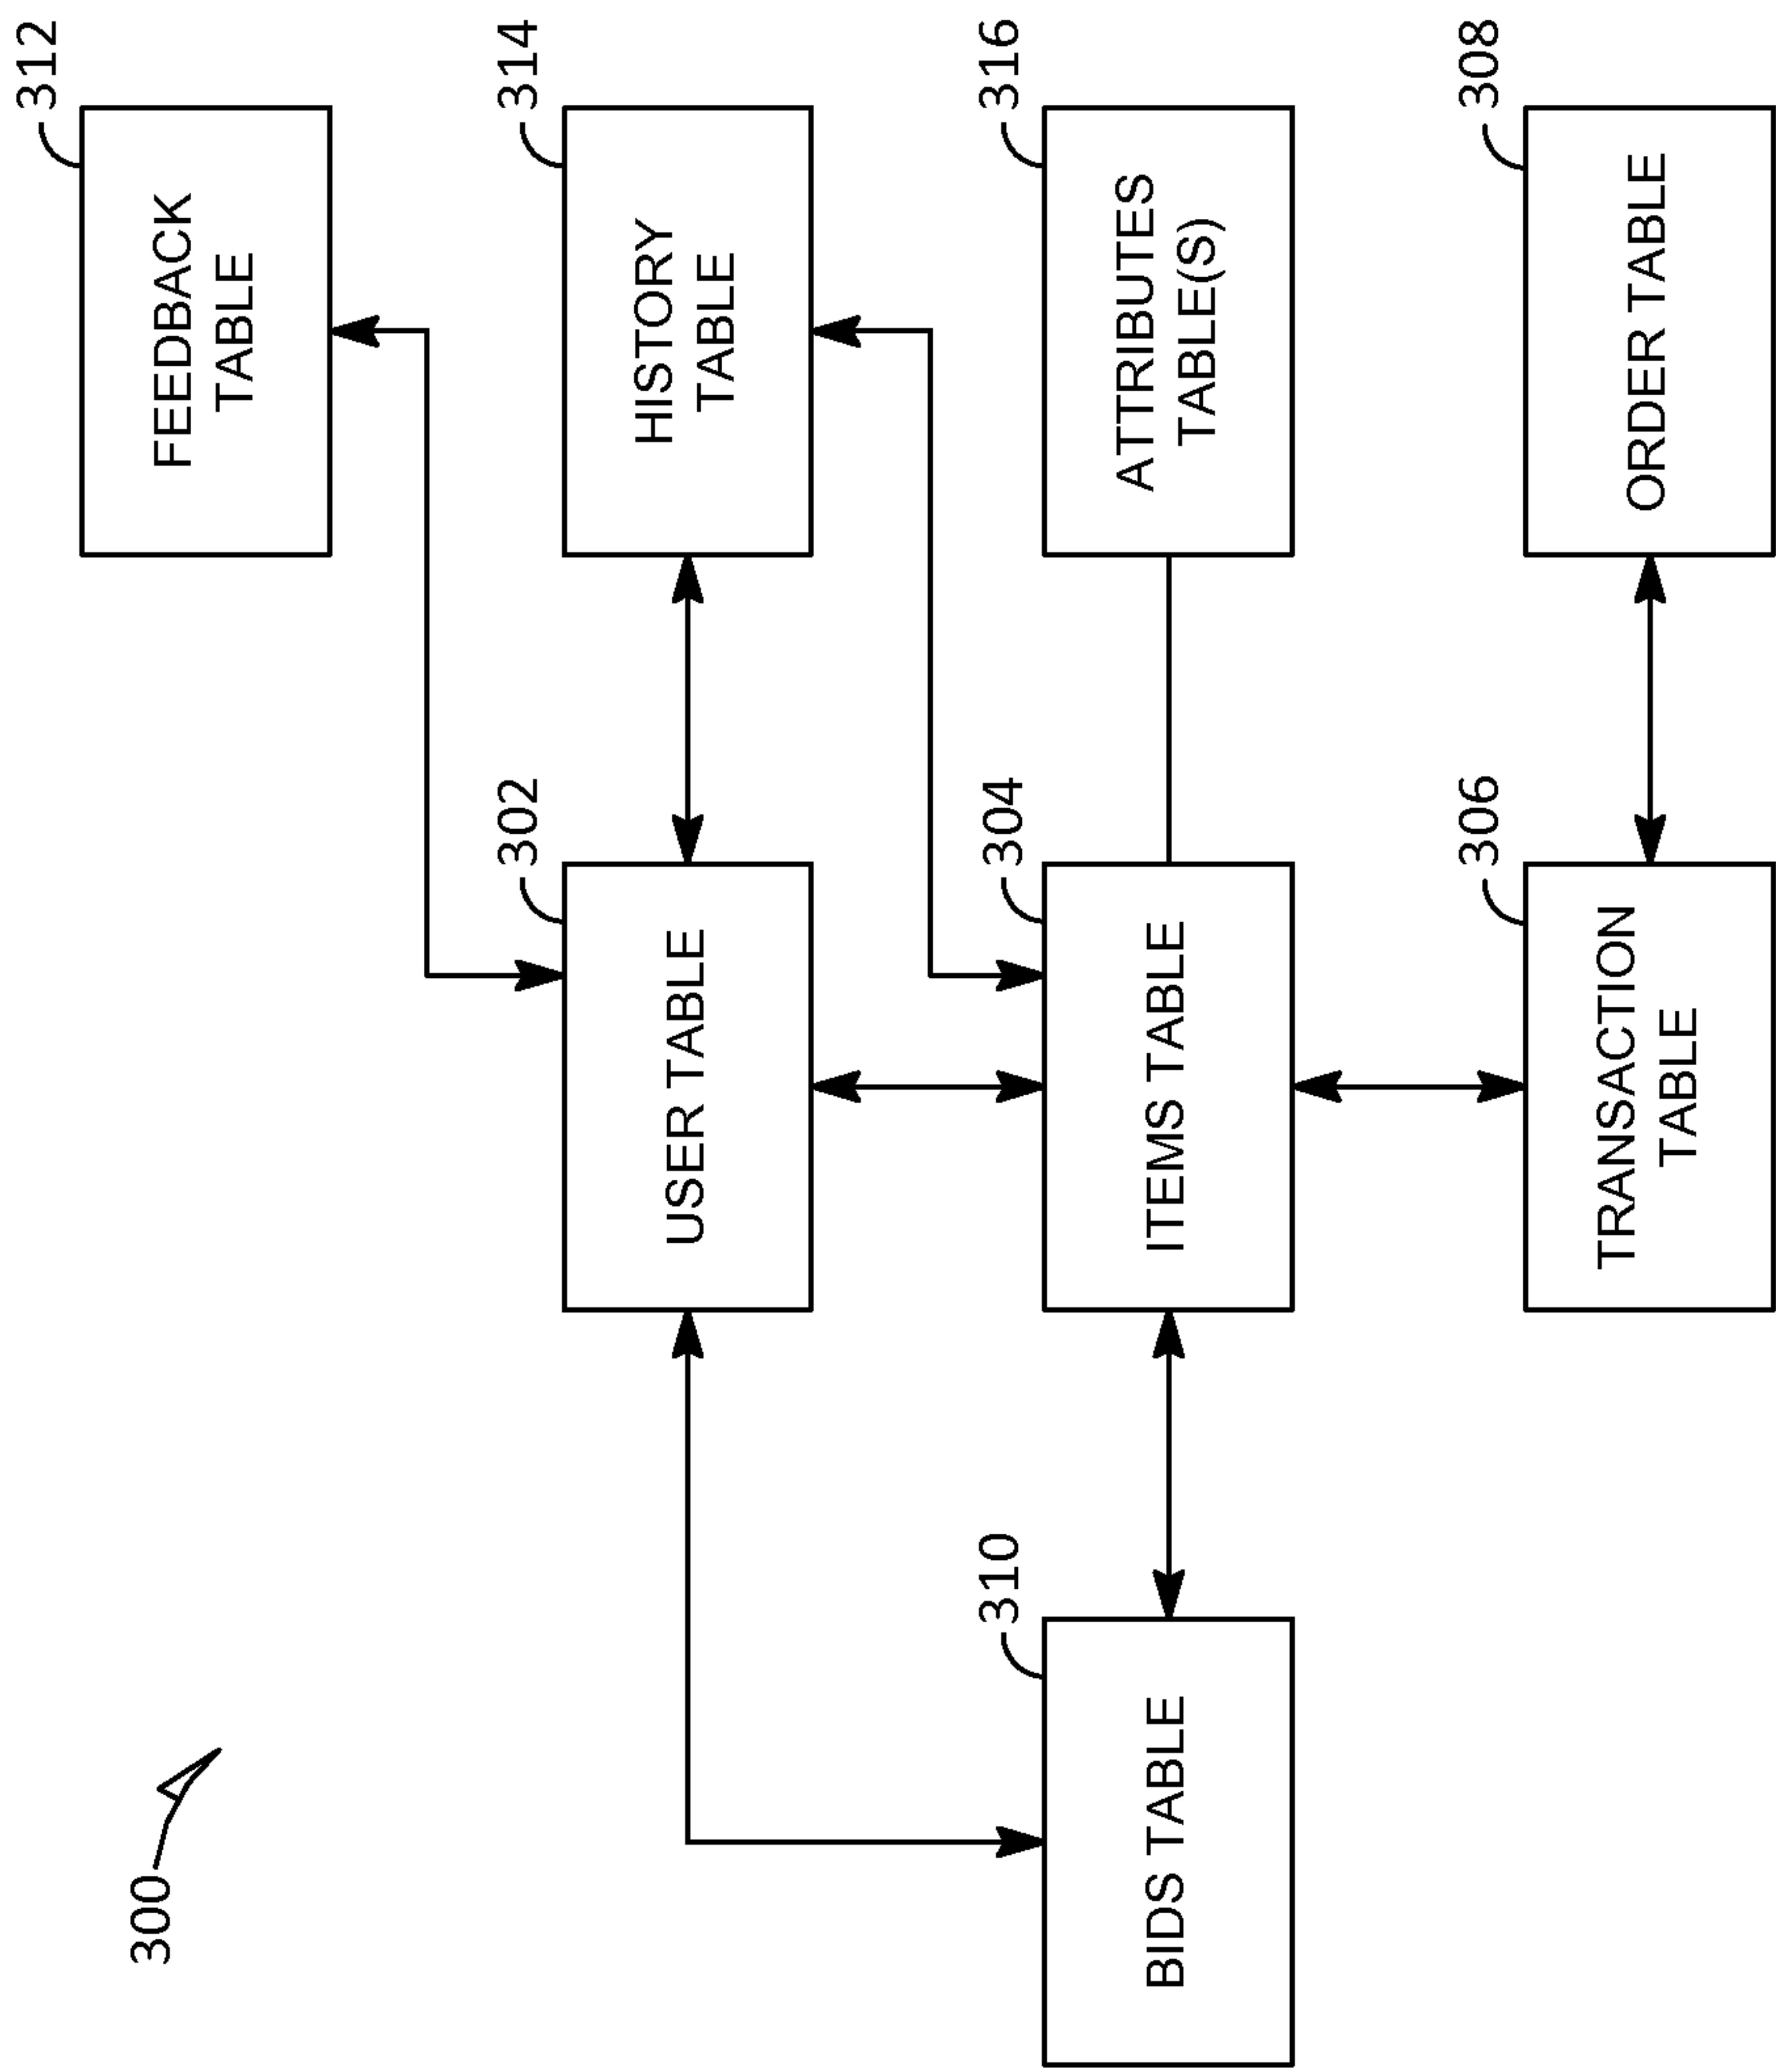 300
312
FEEDBACK
TABLE
302
USER TABLE
314
HISTORY
TABLE
310
BIDS TABLE
304
ITEMS TABLE
316
ATTRIBUTES
TABLE(S)
306
TRANSACTION
TABLE
308
ORDER TABLE